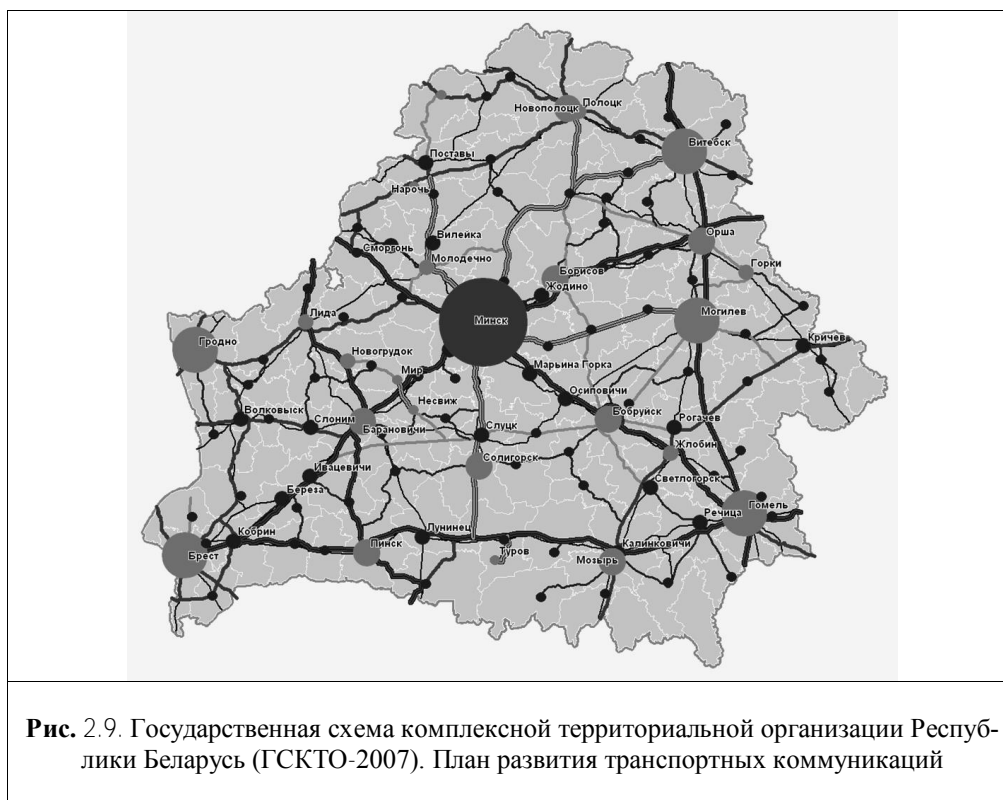 Новополоцк Полоцк
Витебск
Поставы
Нарочь
Вилейка
Орша
Сморгонь
Молодечно
Борисов
Горки
Жодино
Лида
Минск
Могилев
Гродно
Кричев
Новогрудок
Марьина Горка
Мир
Осиповичи
Несвиж
Волковыск
Слоним
Бобруйск
Рогачев
Барановичи
Слуцк
Жлобин
Солигорск
Ивацевичи
Светлогорск
Береза
Речица
Гомель
Кобрин
Лунинец
Брест
Пинск
Туров
Калинковичи
Мозырь
Рис. 2.9. Государственная схема комплексной территориальной организации Респуб-
лики Беларусь (ГСКТО-2007). План развития транспортных коммуникаций